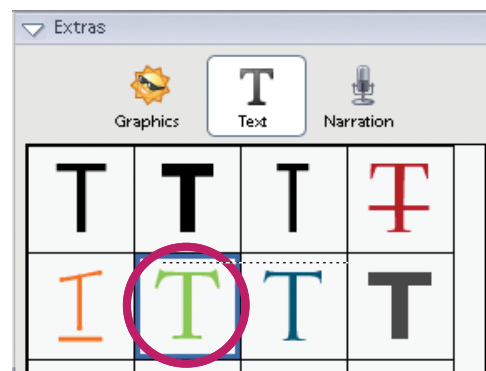 Extras
T
Graphics Text Narration
T T T T
T T T T